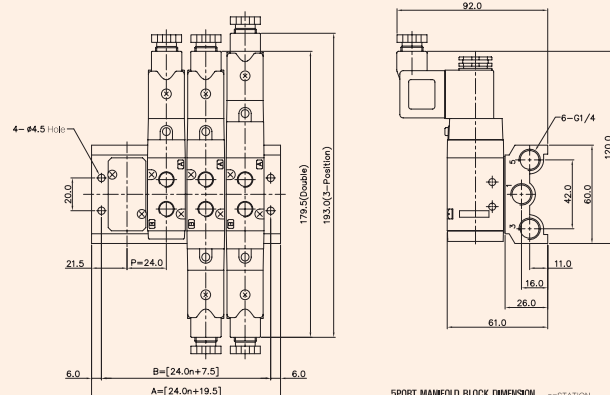 92.0
4- ø4.5 Hole
6-G1/4
179.5(Double)
193.0(3-Position)
120.0
20.0
42.0
60.0
5
1
3
A
A
B
B
21.5
P=24.0
11.0
16.0
26.0
61.0
6.0
B=[24.0n+7.5]
6.0
A=[24.0n+19.5]
5PORT MANIFOLD BLOCK DIMENSION